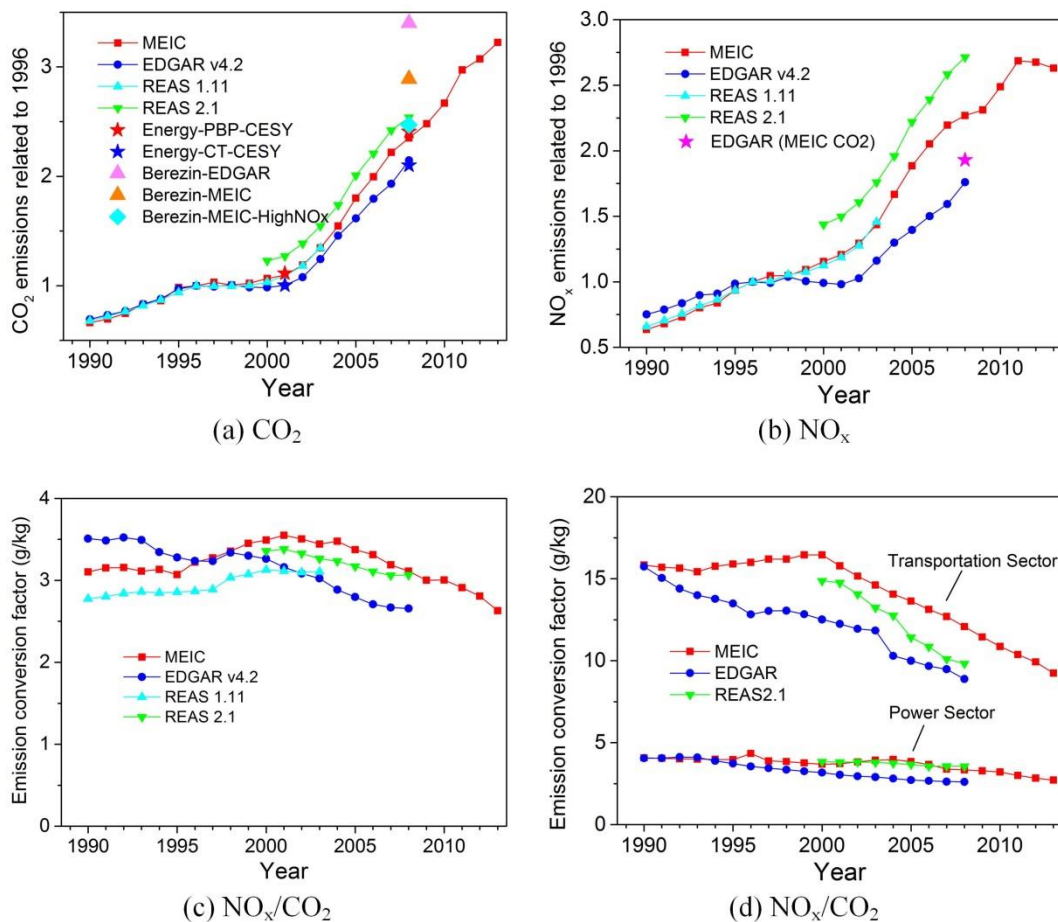 CO₂ emissions related to 1996
3
2
1
MEIC
EDGAR v4.2
REAS 1.11
REAS 2.1
Energy-PBP-CESY
Energy-CT-CESY
Berezin-EDGAR
Berezin-MEIC
Berezin-MEIC-HighNOx
1990 1995 2000 2005 2010
Year
(a) CO₂
NOₓ emissions related to 1996
3.0
2.5
2.0
1.5
1.0
0.5
MEIC
EDGAR v4.2
REAS 1.11
REAS 2.1
EDGAR (MEIC CO2)
1990 1995 2000 2005 2010
Year
(b) NOₓ
Emission conversion factor (g/kg)
6
4
2
0
MEIC
EDGAR v4.2
REAS 1.11
REAS 2.1
1990 1995 2000 2005 2010
Year
(c) NOₓ/CO₂
Emission conversion factor (g/kg)
20
15
10
5
0
Transportation Sector
MEIC
EDGAR
REAS2.1
Power Sector
1990 1995 2000 2005 2010
Year
(d) NOₓ/CO₂